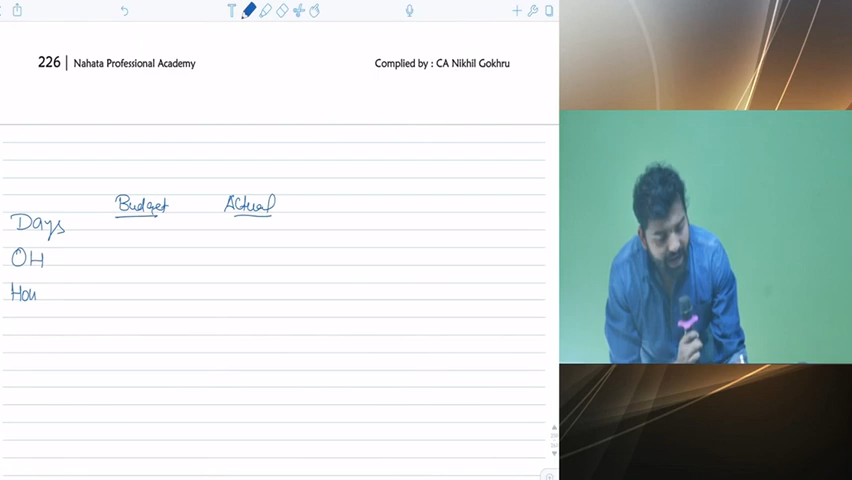 226 | Nahata Professional Academy Complied by : CA Nikhil Gokhru
Budget Actual
Days
OH
Hou